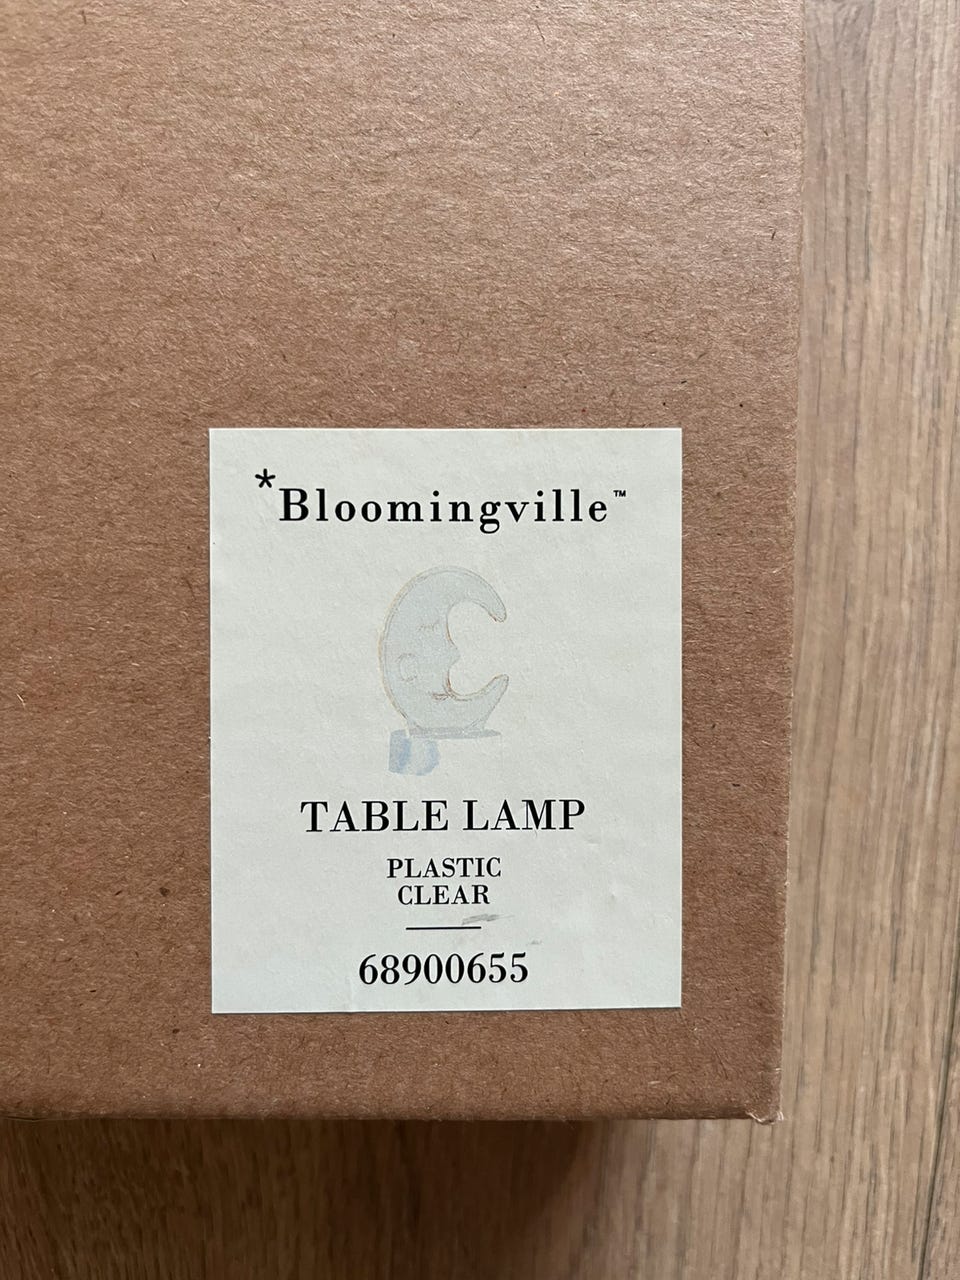 *Bloomingville™
TABLE LAMP
PLASTIC
CLEAR
68900655